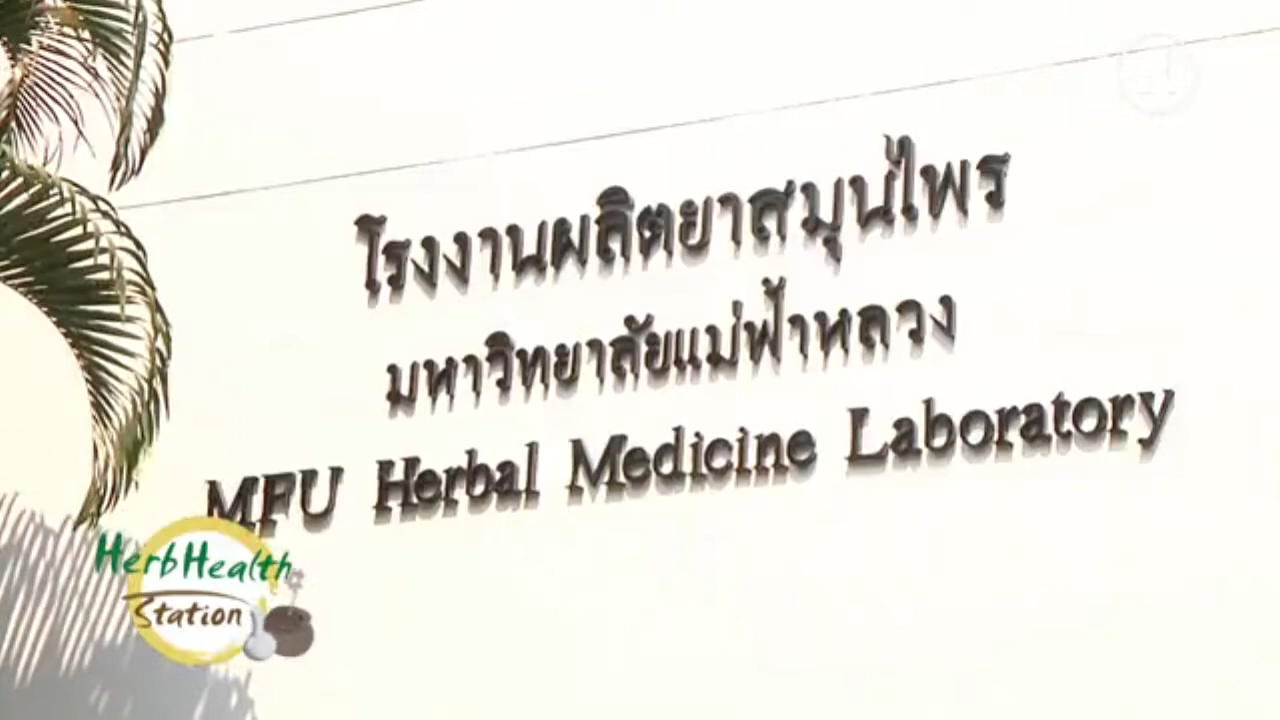 โรงงานผลิตยาสมุนไพร
มหาวิทยาลัยแม่ฟ้าหลวง
MFU Herbal Medicine Laboratory
HerbHealth
Station